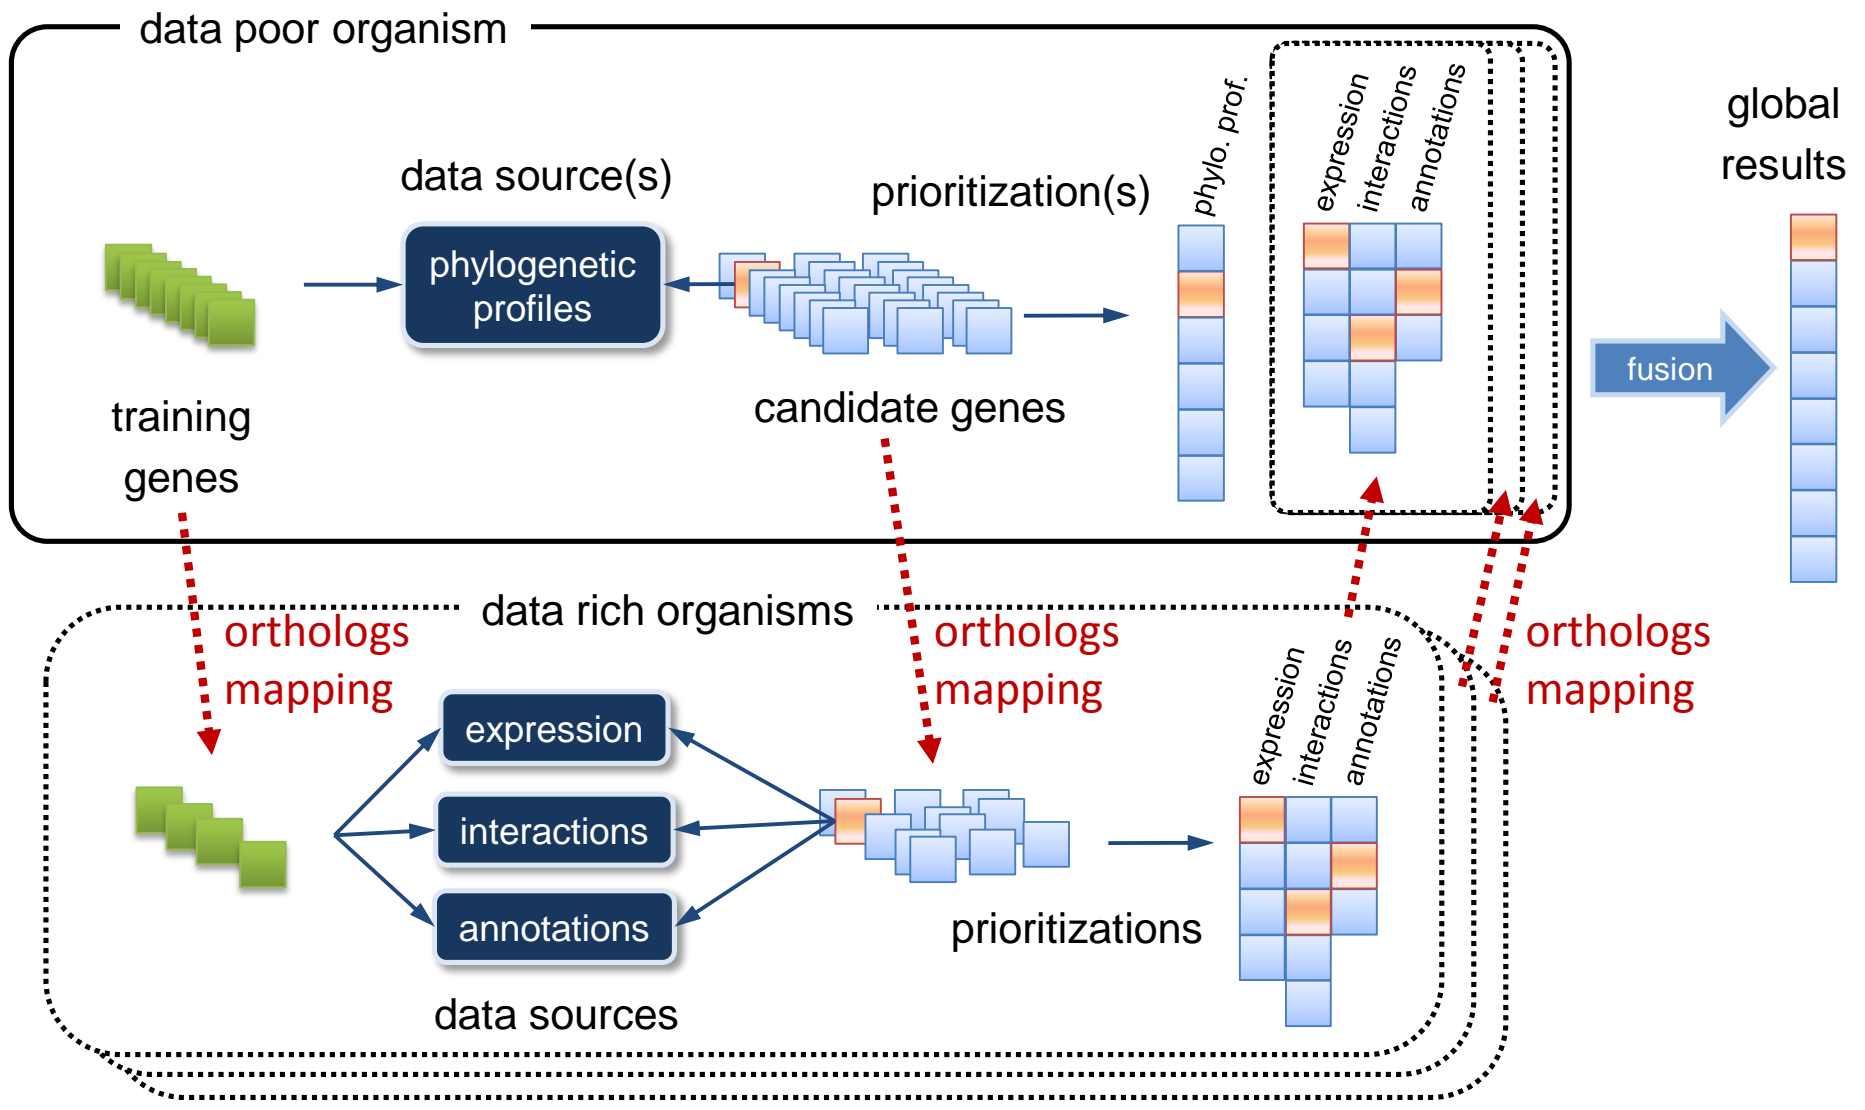 data poor organism
data source(s)
prioritization(s)
phylo. prof.
expression
interactions
annotations
global
results
phylogenetic
profiles
fusion
training
genes
candidate genes
data rich organisms
orthologs
mapping
orthologs
mapping
orthologs
mapping
expression
interactions
annotations
expression
interactions
annotations
prioritizations
data sources